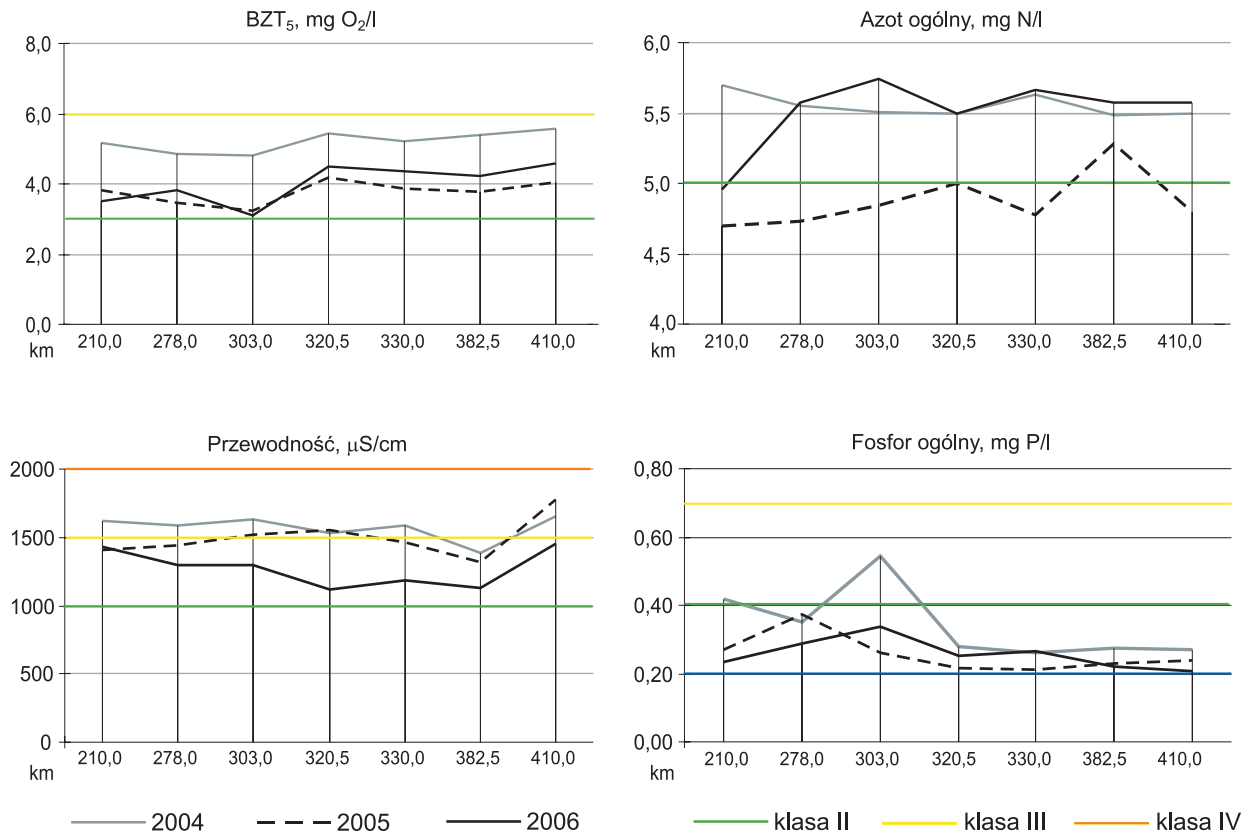 BZT₅, mg O₂/l
8,0
6,0
4,0
2,0
0,0
km
210,0 278,0 303,0 320,5 330,0 382,5 410,0
Azot ogólny, mg N/l
6,0
5,5
5,0
4,5
4,0
km
210,0 278,0 303,0 320,5 330,0 382,5 410,0
Przewodność, μS/cm
2000
1500
1000
500
0
km
210,0 278,0 303,0 320,5 330,0 382,5 410,0
Fosfor ogólny, mg P/l
0,80
0,60
0,40
0,20
0,00
km
210,0 278,0 303,0 320,5 330,0 382,5 410,0
2004 2005 2006 klasa II klasa III klasa IV